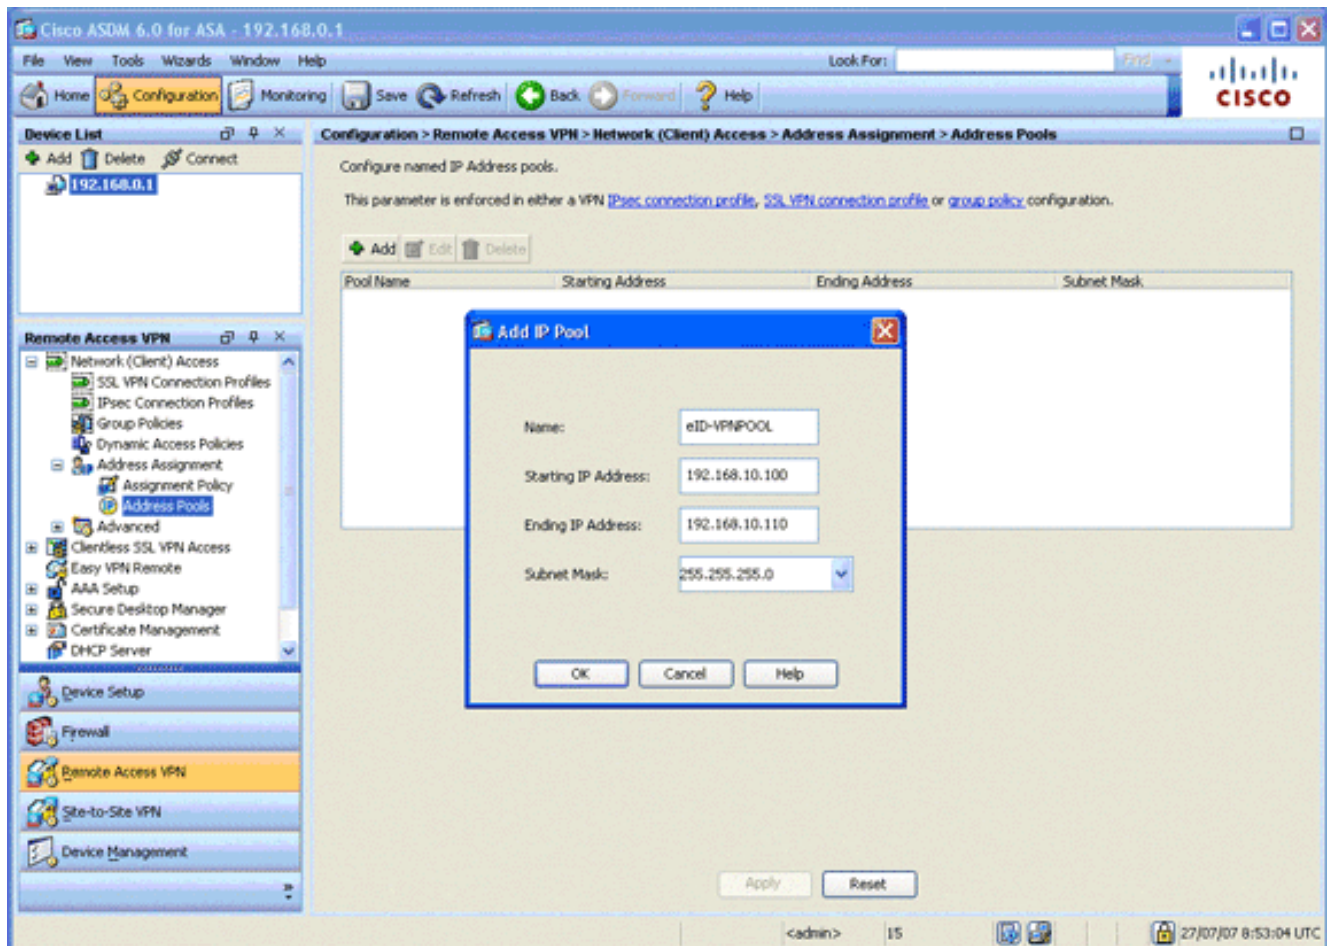 Cisco ASDM 6.0 for ASA - 192.168.0.1
File View Tools Wizards Window Help Look For: Find
Home Configuration Monitoring Save Refresh Back Forward Help
CISCO
Device List
Add Delete Connect
192.168.0.1
Configuration > Remote Access VPN > Network (Client) Access > Address Assignment > Address Pools
Configure named IP Address pools.
This parameter is enforced in either a VPN IPsec connection profile, SSL VPN connection profile or group policy configuration.
Add Edit Delete
Pool Name Starting Address Ending Address Subnet Mask
Remote Access VPN
Network (Client) Access
SSL VPN Connection Profiles
IPsec Connection Profiles
Group Policies
Dynamic Access Policies
Address Assignment
Assignment Policy
IP Address Pools
Advanced
Clientless SSL VPN Access
Easy VPN Remote
AAA Setup
Secure Desktop Manager
Certificate Management
DHCP Server
Add IP Pool
Name: eID-VPNPOOL
Starting IP Address: 192.168.10.100
Ending IP Address: 192.168.10.110
Subnet Mask: 255.255.255.0
OK Cancel Help
Device Setup
Firewall
Remote Access VPN
Site-to-Site VPN
Device Management
Apply Reset
<admin> 15 27/07/07 8:53:04 UTC